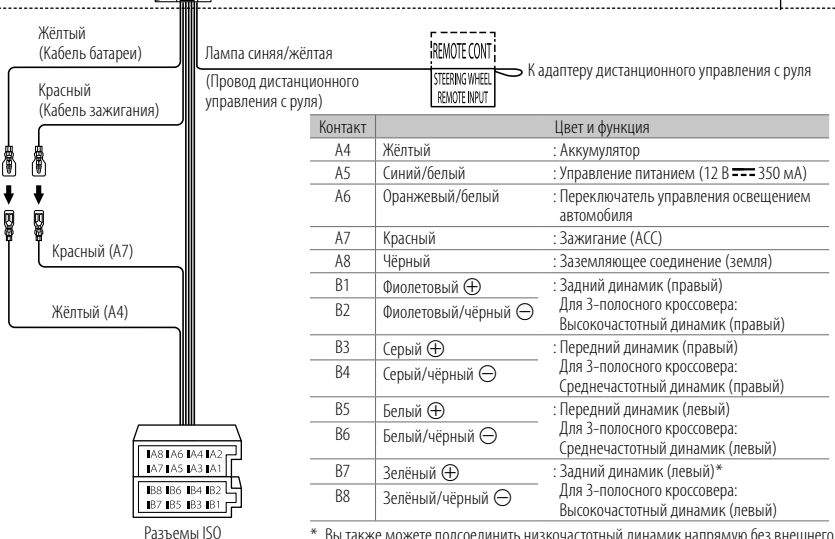 Жёлтый
(Кабель батареи)
Красный
(Кабель зажигания)
Лампа синяя/жёлтая
(Провод дистанционного
управления с руля)
REMOTE CONT
STEERING WHEEL
REMOTE INPUT
К адаптеру дистанционного управления с руля
Красный (A7)
Жёлтый (A4)
Контакт Цвет и функция
A4 Жёлтый : Аккумулятор
A5 Синий/белый : Управление питанием (12 В ⎓ 350 мА)
A6 Оранжевый/белый : Переключатель управления освещением
автомобиля
A7 Красный : Зажигание (ACC)
A8 Чёрный : Заземляющее соединение (земля)
B1 Фиолетовый ⊕ : Задний динамик (правый)
B2 Фиолетовый/чёрный ⊖ Для 3-полосного кроссовера:
Высокочастотный динамик (правый)
B3 Серый ⊕ : Передний динамик (правый)
B4 Серый/чёрный ⊖ Для 3-полосного кроссовера:
Среднечастотный динамик (правый)
B5 Белый ⊕ : Передний динамик (левый)
B6 Белый/чёрный ⊖ Для 3-полосного кроссовера:
Среднечастотный динамик (левый)
B7 Зелёный ⊕ : Задний динамик (левый)*
B8 Зелёный/чёрный ⊖ Для 3-полосного кроссовера:
Высокочастотный динамик (левый)
A8 A6 A4 A2
A7 A5 A3 A1
B8 B6 B4 B2
B7 B5 B3 B1
Разъемы ISO
* Вы также можете подсоединить низкочастотный динамик напрямую без внешнего